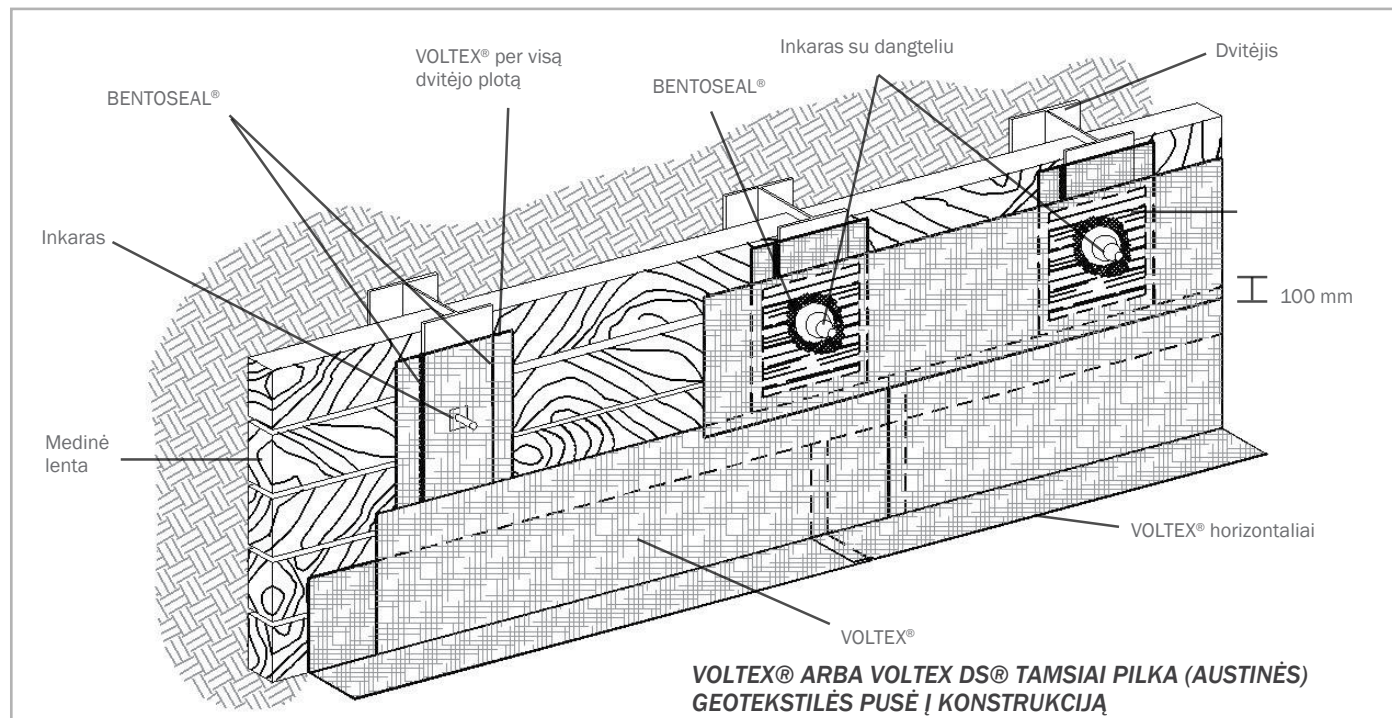 VOLTEX® per visą
dvitėjo plotą
Inkaras su dangteliu
Dvitėjis
BENTOSEAL®
BENTOSEAL®
Inkaras
100 mm
Medinė
lenta
VOLTEX® horizontaliai
VOLTEX®
VOLTEX® ARBA VOLTEX DS® TAMSIAI PILKA (AUSTINĖS)
GEOTEKSTILĖS PUSĖ Į KONSTRUKCIJĄ